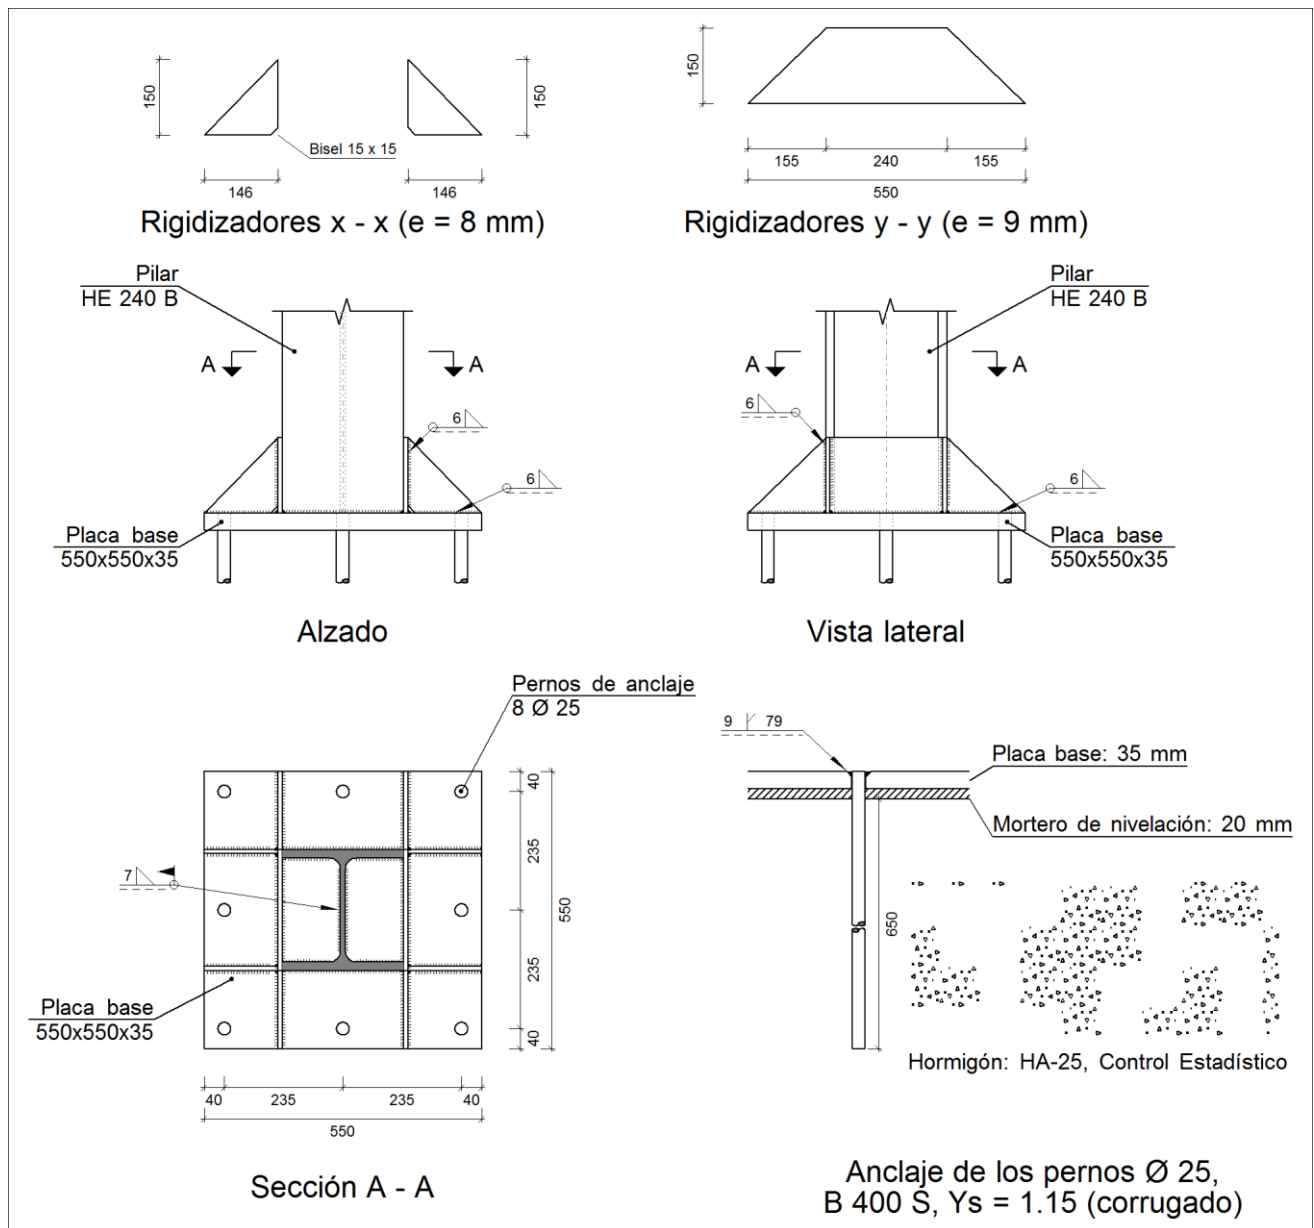 150
150
Bisel 15 x 15
146
146
Rigidizadores x - x (e = 8 mm)
150
155
240
155
550
Rigidizadores y - y (e = 9 mm)
Pilar
HE 240 B
A
A
6
6
Placa base
550x550x35
Alzado
Pilar
HE 240 B
A
A
6
6
Placa base
550x550x35
Vista lateral
Pernos de anclaje
8 Ø 25
40
235
550
235
40
7
Placa base
550x550x35
40
235
235
40
550
Sección A - A
9
79
Placa base: 35 mm
Mortero de nivelación: 20 mm
650
Hormigón: HA-25, Control Estadístico
Anclaje de los pernos Ø 25,
B 400 S, Ys = 1.15 (corrugado)